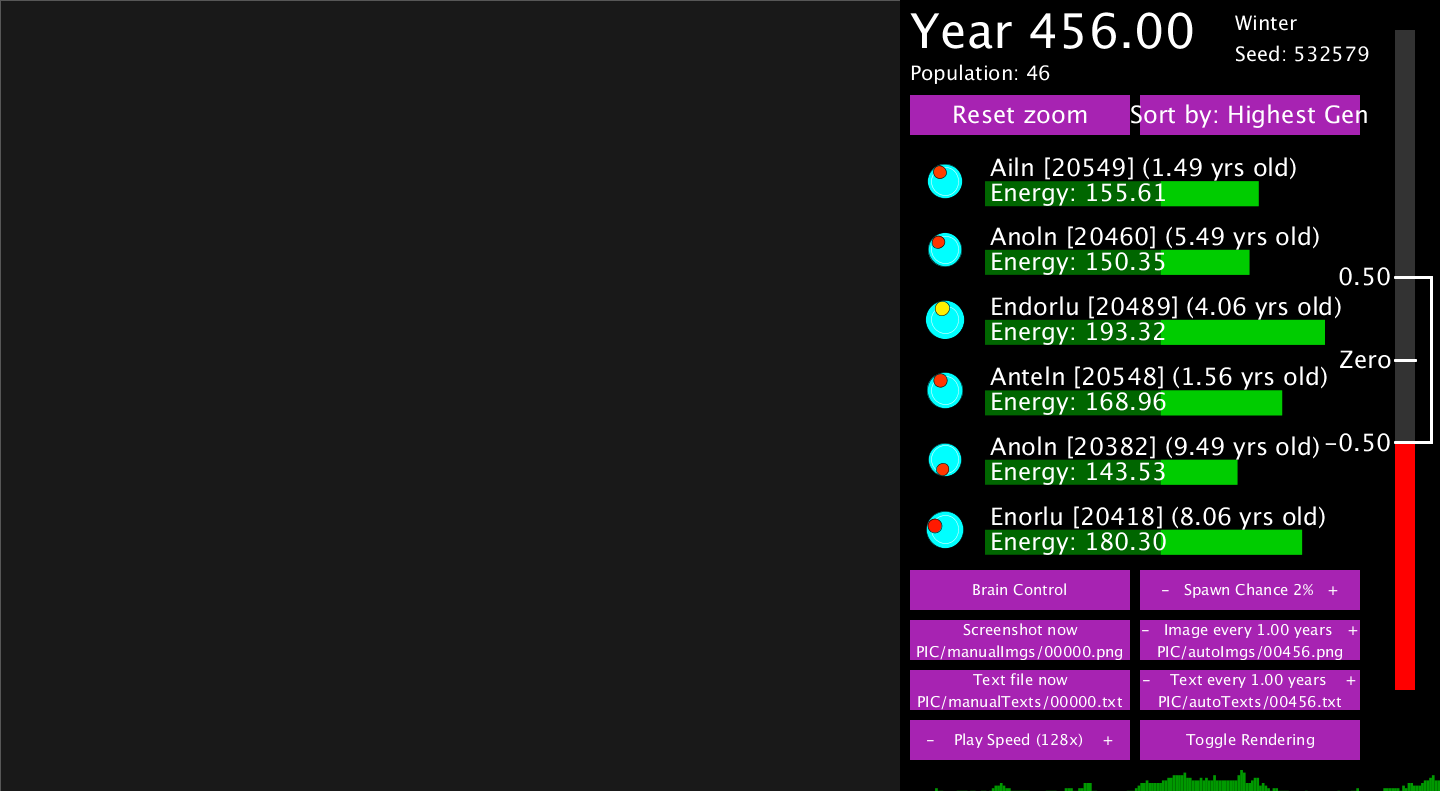 Year 456.00
Winter
Seed: 532579
Population: 46
Reset zoom
Sort by: Highest Gen
Ailn [20549] (1.49 yrs old)
Energy: 155.61
Anoln [20460] (5.49 yrs old)
Energy: 150.35
0.50
Endorlu [20489] (4.06 yrs old)
Energy: 193.32
Zero
Anteln [20548] (1.56 yrs old)
Energy: 168.96
Anoln [20382] (9.49 yrs old)
-0.50
Energy: 143.53
Enorlu [20418] (8.06 yrs old)
Energy: 180.30
Brain Control
- Spawn Chance 2% +
Screenshot now
PIC/manualImgs/00000.png
- Image every 1.00 years +
PIC/autoImgs/00456.png
Text file now
PIC/manualTexts/00000.txt
- Text every 1.00 years +
PIC/autoTexts/00456.txt
- Play Speed (128x) +
Toggle Rendering